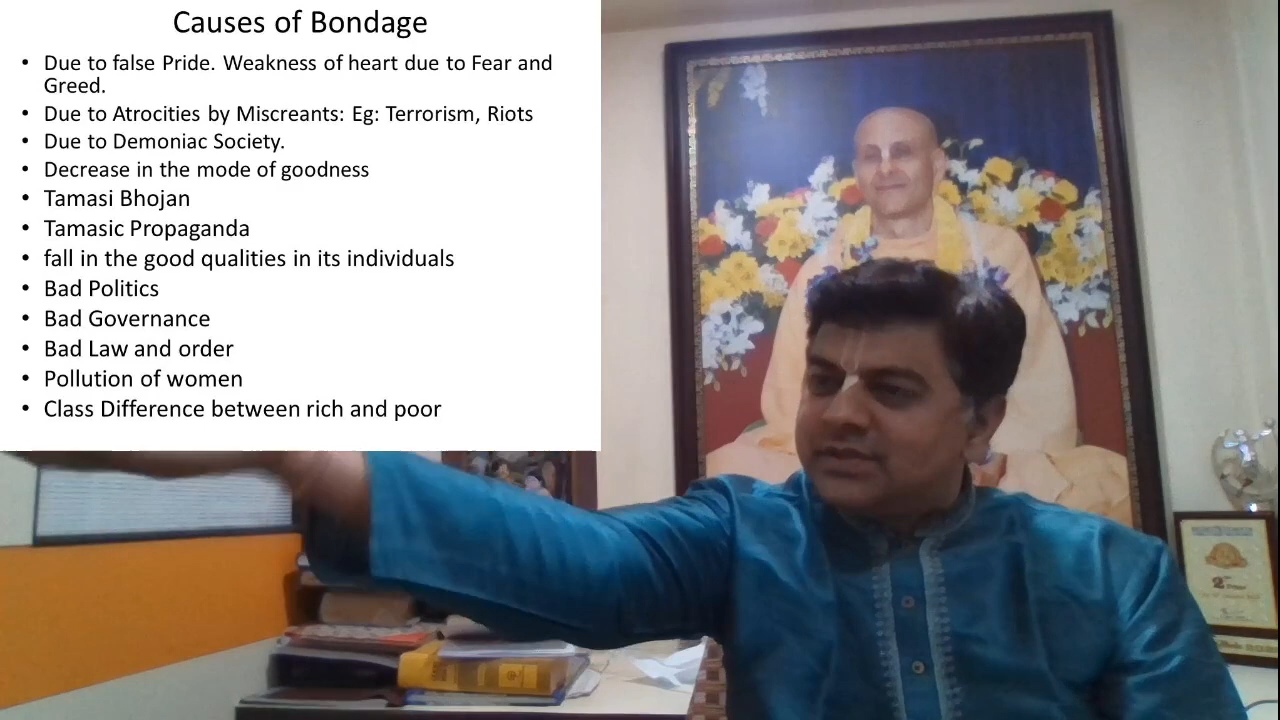 Causes of Bondage
• Due to false Pride. Weakness of heart due to Fear and
Greed.
• Due to Atrocities by Miscreants: Eg: Terrorism, Riots
• Due to Demoniac Society.
• Decrease in the mode of goodness
• Tamasi Bhojan
• Tamasic Propaganda
• fall in the good qualities in its individuals
• Bad Politics
• Bad Governance
• Bad Law and order
• Pollution of women
• Class Difference between rich and poor
2